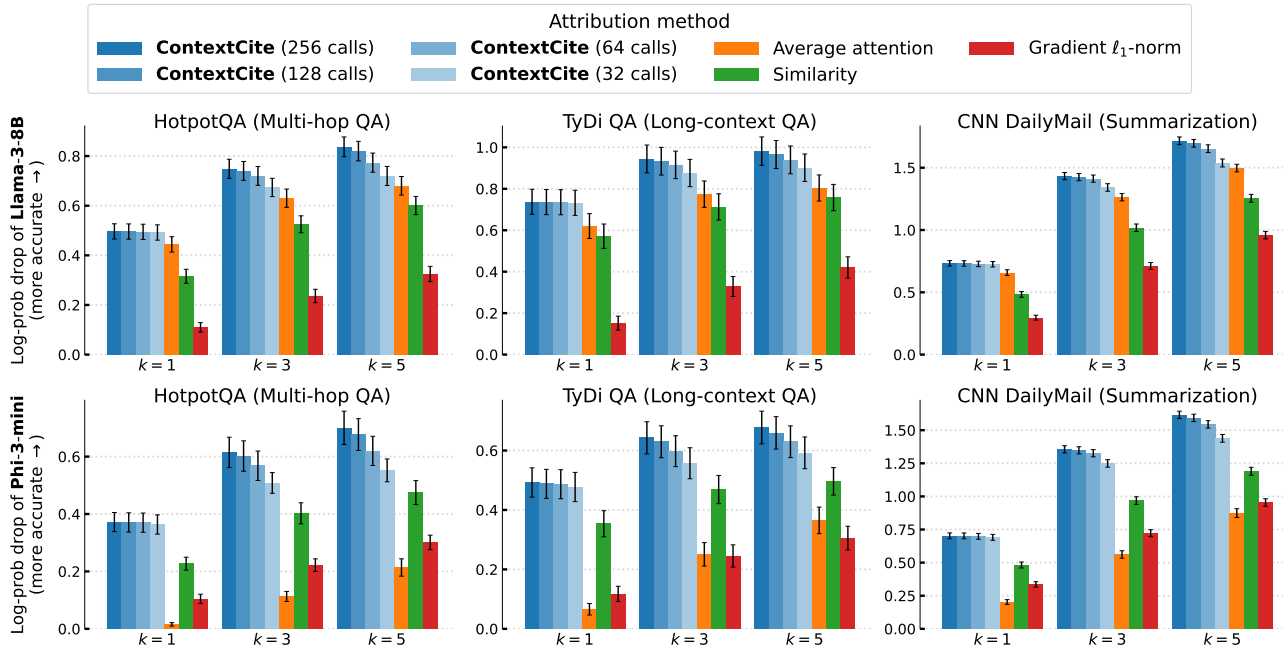 Attribution method
ContextCite (256 calls) ContextCite (64 calls) Average attention Gradient ℓ1-norm
ContextCite (128 calls) ContextCite (32 calls) Similarity
Log-prob drop of Llama-3-8B
(more accurate →)
HotpotQA (Multi-hop QA)
0.8
0.6
0.4
0.2
0.0
k = 1 k = 3 k = 5
TyDi QA (Long-context QA)
1.0
0.8
0.6
0.4
0.2
0.0
k = 1 k = 3 k = 5
CNN DailyMail (Summarization)
1.5
1.0
0.5
0.0
k = 1 k = 3 k = 5
Log-prob drop of Phi-3-mini
(more accurate →)
HotpotQA (Multi-hop QA)
0.6
0.4
0.2
0.0
k = 1 k = 3 k = 5
TyDi QA (Long-context QA)
0.6
0.4
0.2
0.0
k = 1 k = 3 k = 5
CNN DailyMail (Summarization)
1.50
1.25
1.00
0.75
0.50
0.25
0.00
k = 1 k = 3 k = 5